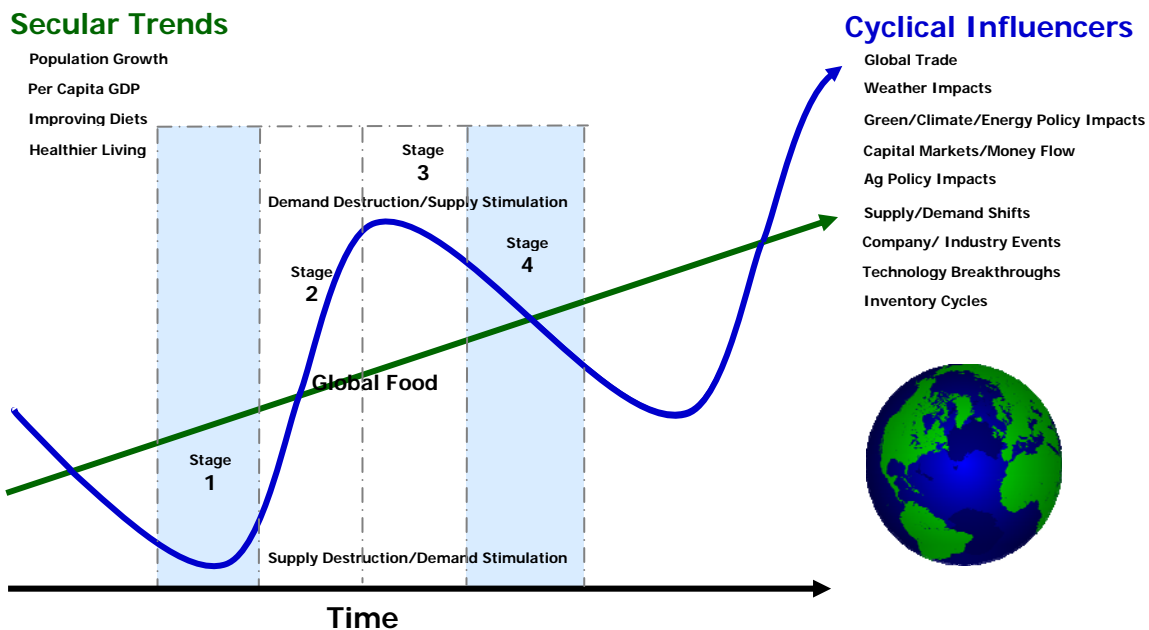 Secular Trends
Population Growth
Per Capita GDP
Improving Diets
Healthier Living
Cyclical Influencers
Global Trade
Weather Impacts
Green/Climate/Energy Policy Impacts
Capital Markets/Money Flow
Ag Policy Impacts
Supply/Demand Shifts
Company/ Industry Events
Technology Breakthroughs
Inventory Cycles
Stage
3
Demand Destruction/Supply Stimulation
Stage
4
Stage
2
Global Food
Stage
1
Supply Destruction/Demand Stimulation
Time